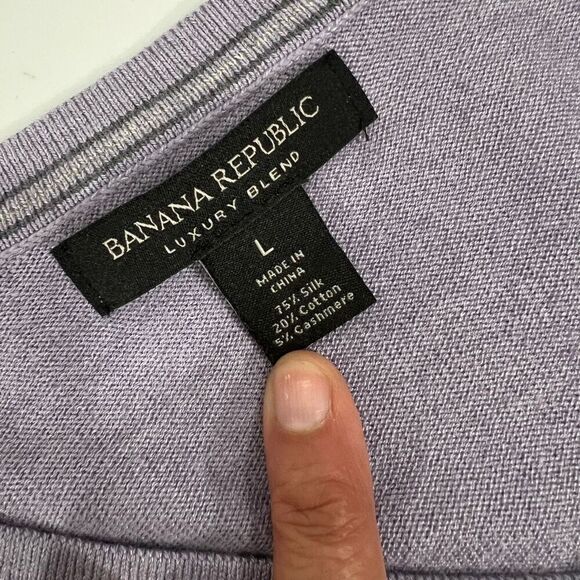 BANANA REPUBLIC
LUXURY BLEND
L
MADE IN
CHINA
75% Silk
20% Cotton
5% Cashmere